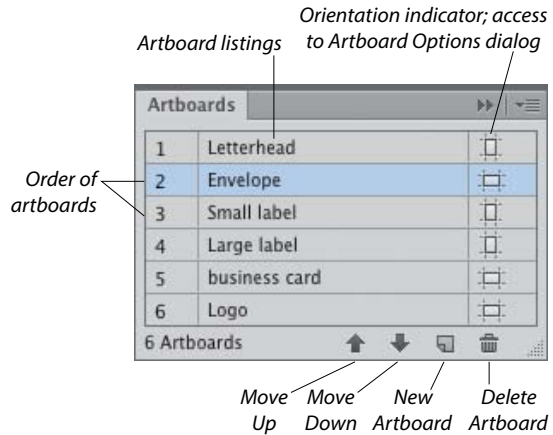 Orientation indicator; access
to Artboard Options dialog
Artboard listings
Artboards
1 Letterhead
2 Envelope
3 Small label
4 Large label
5 business card
6 Logo
6 Artboards
Order of
artboards
Move
Up
Move
Down
New
Artboard
Delete
Artboard